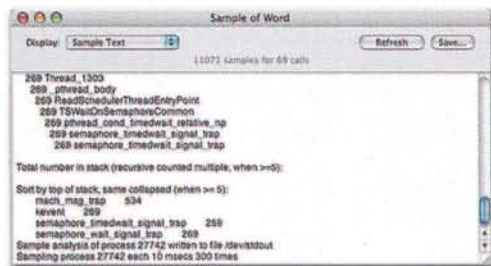 Sample of Word
Display: Sample Text
Refresh
Save...
11072 samples for 69 calls
269 Thread_1303
269 _pthread_body
269 ReadSchedulerThreadEntryPoint
269 TSWaitOnSemaphoreCommon
269 pthread_cond_timedwait_relative_np
269 semaphore_timedwait_signal_trap
269 semaphore_timedwait_signal_trap
Total number in stack (recursive counted multiple, when >=5):
Sort by top of stack, same collapsed (when >= 5):
mach_msg_trap 534
kevent 269
semaphore_timedwait_signal_trap 269
semaphore_wait_signal_trap 269
Sample analysis of process 27742 written to file /dev/stdout
Sampling process 27742 each 10 msecs 300 times